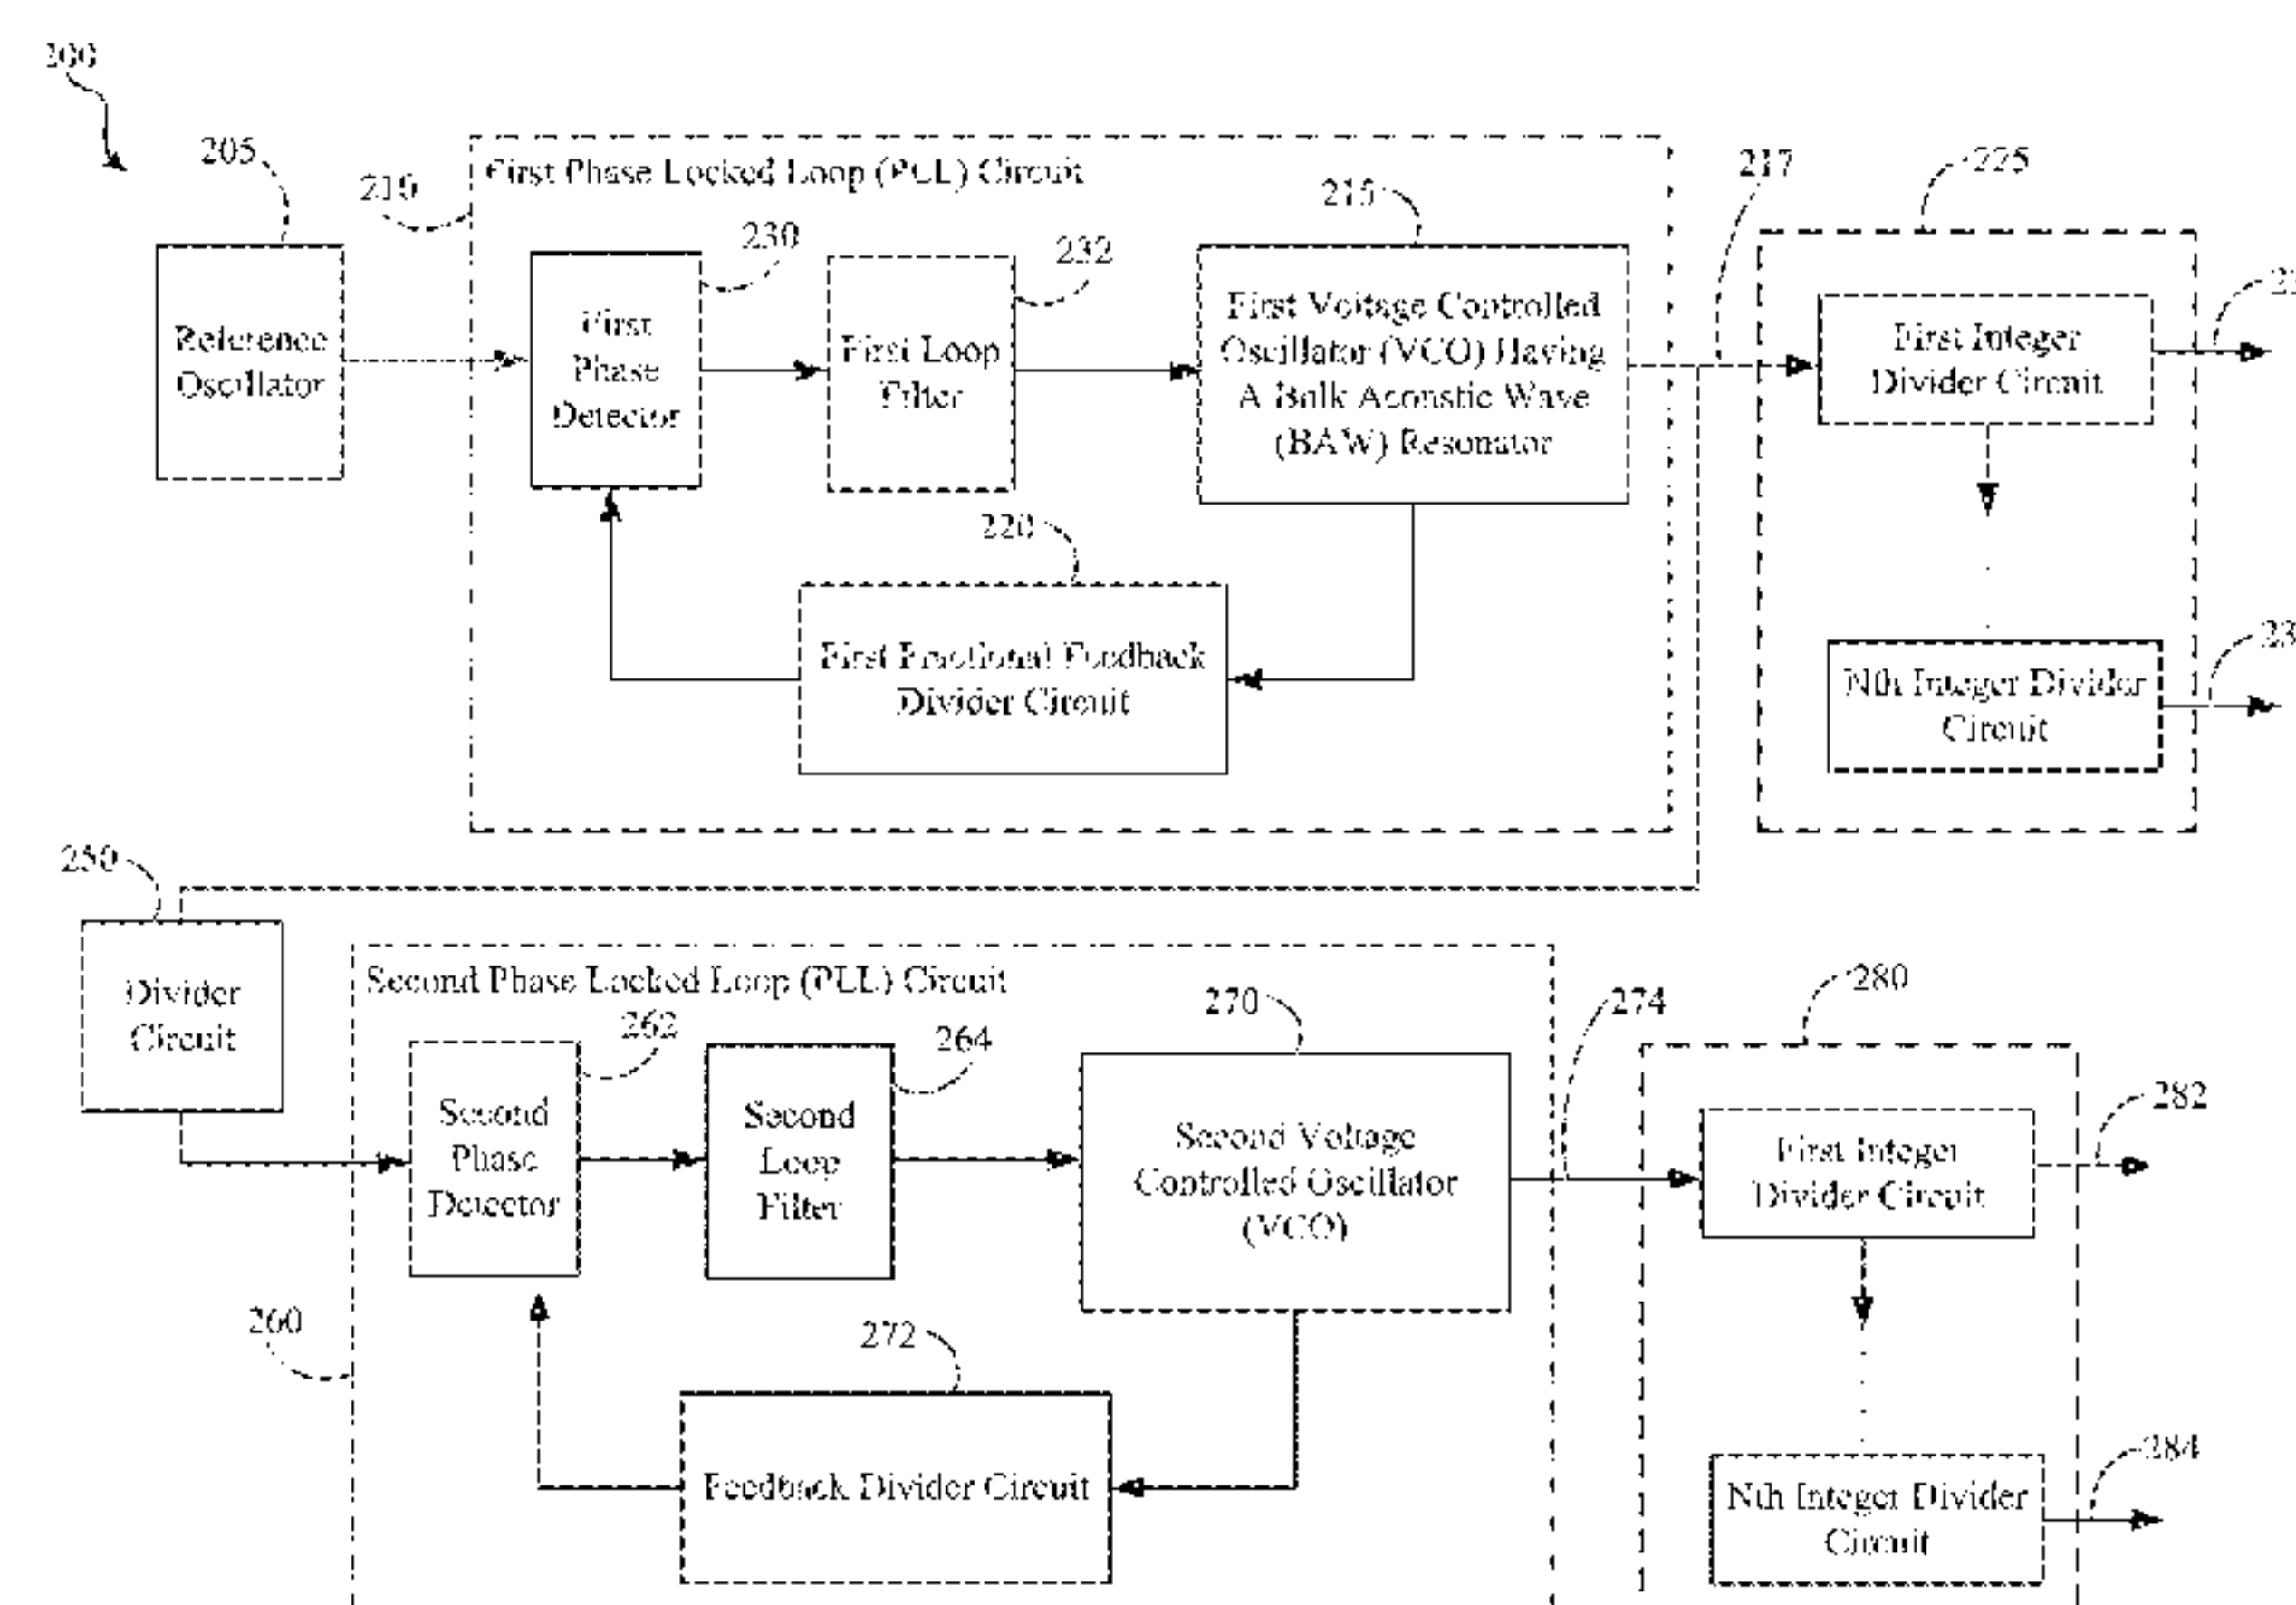 200
205
210
First Phase Locked Loop (PLL) Circuit
215
217
225
230
232
Reference
Oscillator
First
Phase
Detector
First Loop
Filter
First Voltage Controlled
Oscillator (VCO) Having
A Bulk Acoustic Wave
(BAW) Resonator
First Integer
Divider Circuit
220
First Fractional Feedback
Divider Circuit
Nth Integer Divider
Circuit
250
Divider
Circuit
Second Phase Locked Loop (PLL) Circuit
262
264
270
274
280
Second
Phase
Detector
Second
Loop
Filter
Second Voltage
Controlled Oscillator
(VCO)
First Integer
Divider Circuit
282
260
272
Feedback Divider Circuit
Nth Integer Divider
Circuit
284